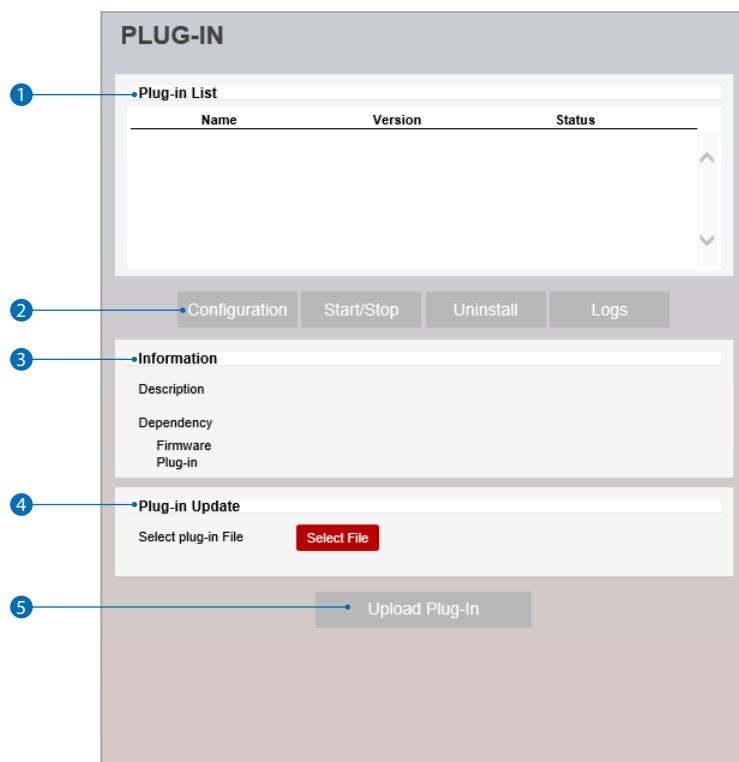 PLUG-IN
1 Plug-in List
Name Version Status
2 Configuration Start/Stop Uninstall Logs
3 Information
Description
Dependency
Firmware
Plug-in
4 Plug-in Update
Select plug-in File Select File
5 Upload Plug-In